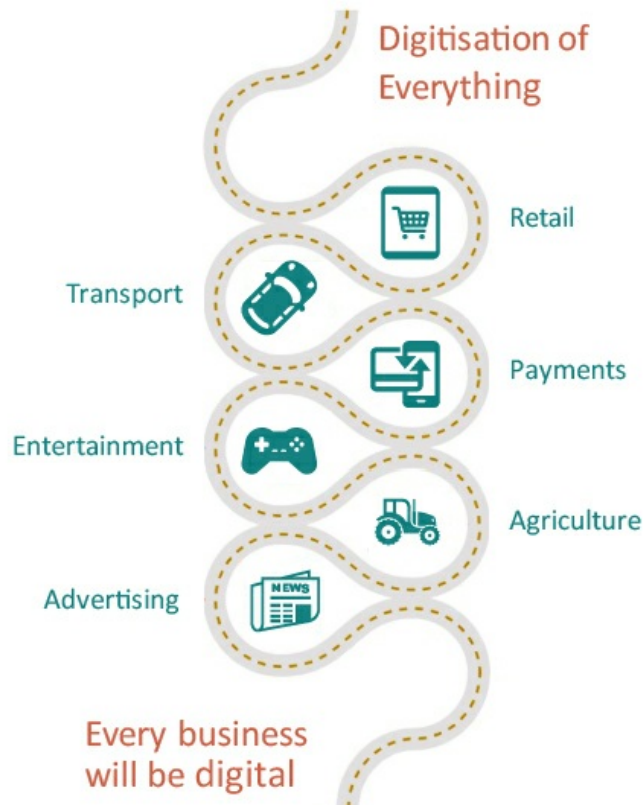 Digitisation of
Everything
Retail
Transport
Payments
Entertainment
Agriculture
NEWS
Advertising
Every business
will be digital